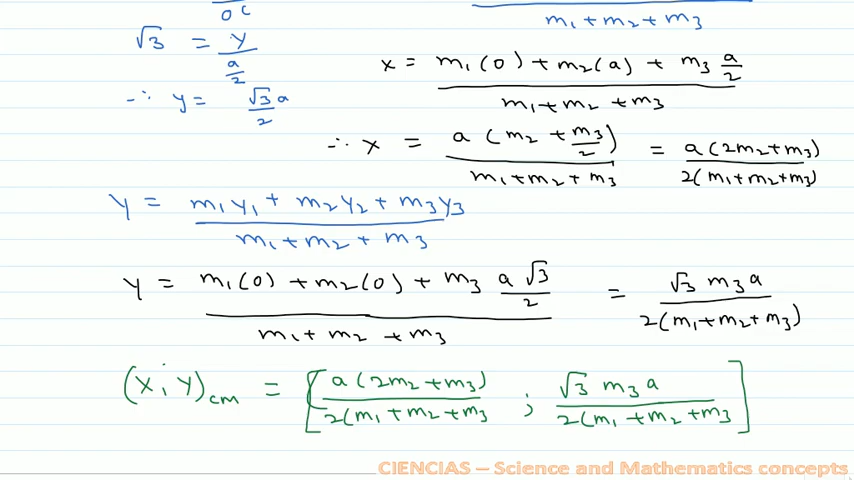 OC
m₁ + m₂ + m₃
√3 = y / (a/2)
x = (m₁(0) + m₂(a) + m₃ a/2) / (m₁ + m₂ + m₃)
∴ y = √3a/2
∴ x = a(m₂ + m₃/2) / (m₁ + m₂ + m₃) = a(2m₂+m₃) / 2(m₁+m₂+m₃)
y = (m₁y₁ + m₂y₂ + m₃y₃) / (m₁ + m₂ + m₃)
y = (m₁(0) + m₂(0) + m₃ a√3/2) / (m₁ + m₂ + m₃) = √3 m₃a / 2(m₁+m₂+m₃)
(x; y)cm = [a(2m₂+m₃) / 2(m₁+m₂+m₃ ; √3 m₃a / 2(m₁+m₂+m₃]
CIENCIAS – Science and Mathematics concepts